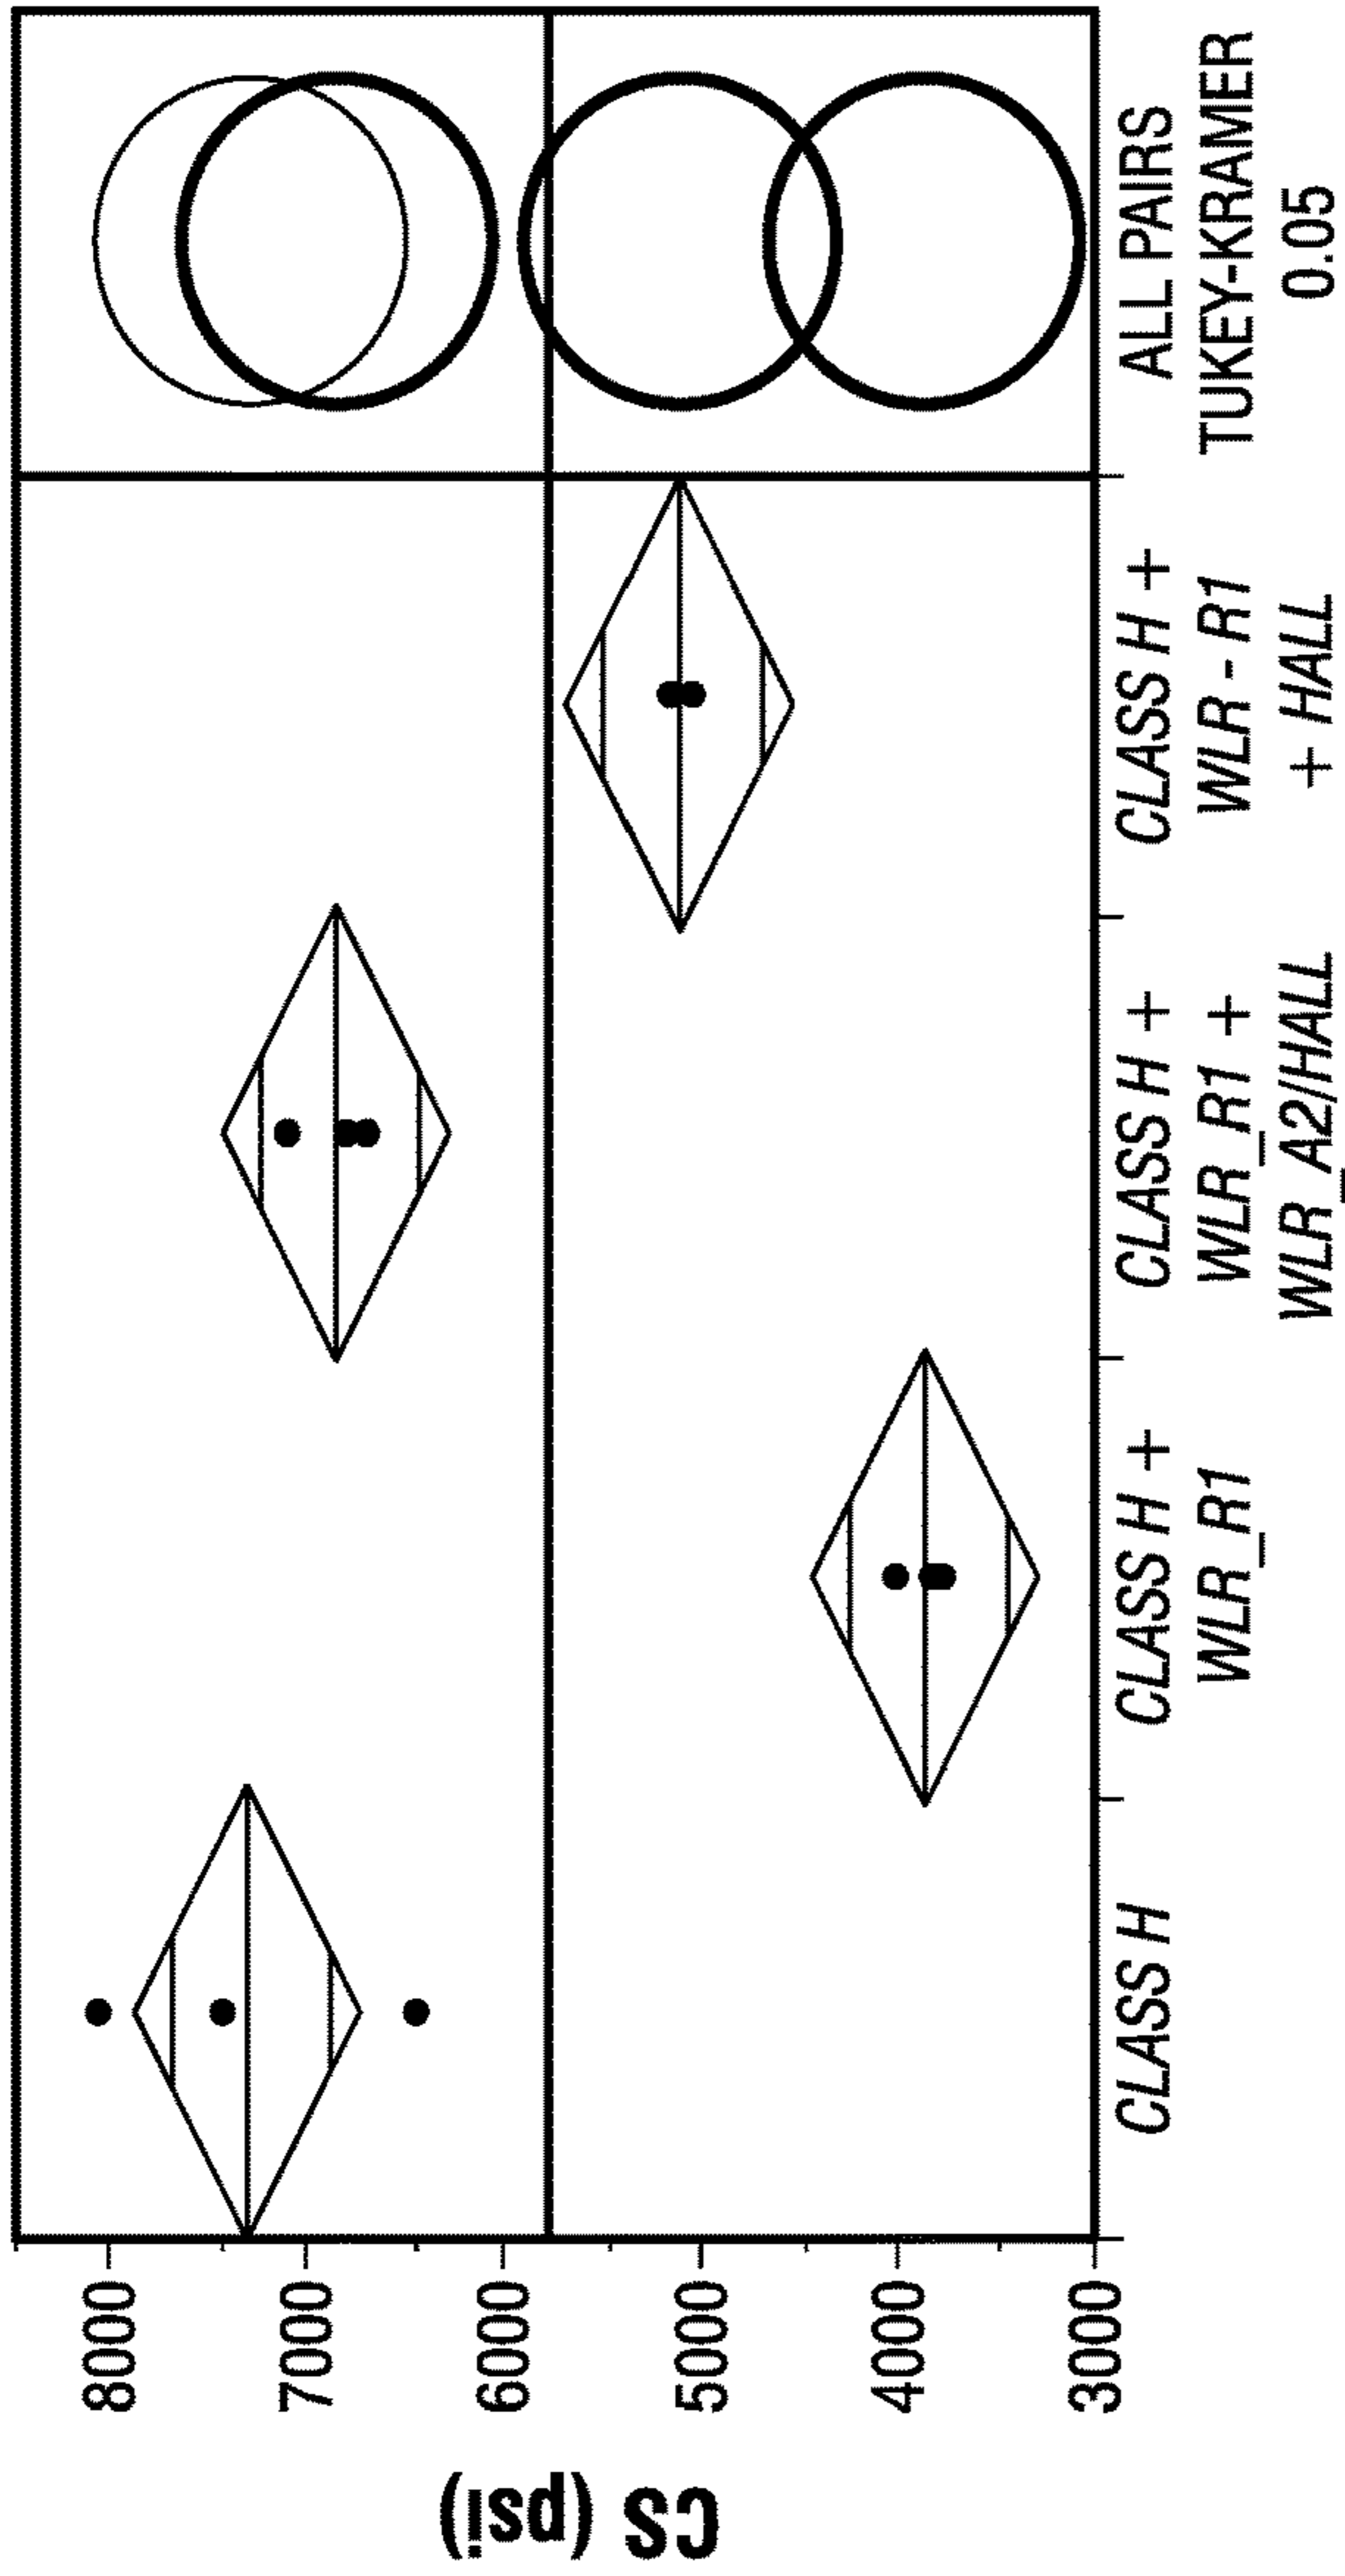 CS (psi)
8000
7000
6000
5000
4000
3000
CLASS H
CLASS H +
WLR_R1
CLASS H +
WLR_R1 +
WLR_A2/HALL
CLASS H +
WLR - R1
+ HALL
ALL PAIRS
TUKEY-KRAMER
0.05